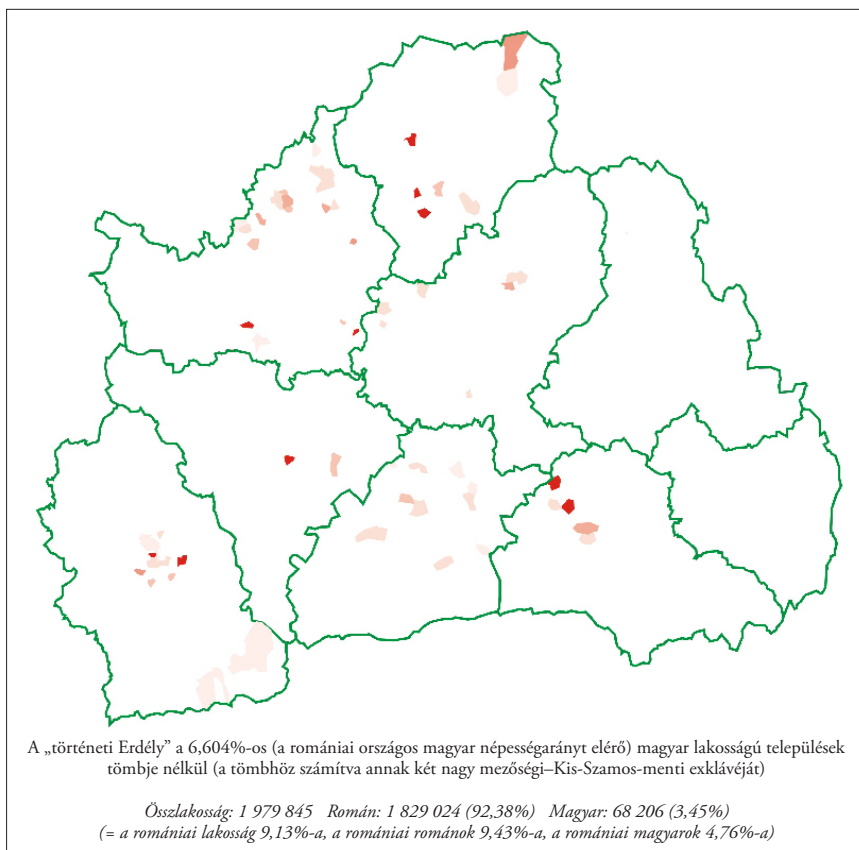 A „történeti Erdély” a 6,604%-os (a romániai országos magyar népességarányt elérő) magyar lakosságú települések
tömbje nélkül (a tömbhöz számítva annak két nagy mezőségi–Kis-Szamos-menti exklávéját)
Összlakosság: 1 979 845 Román: 1 829 024 (92,38%) Magyar: 68 206 (3,45%)
(= a romániai lakosság 9,13%-a, a romániai románok 9,43%-a, a romániai magyarok 4,76%-a)